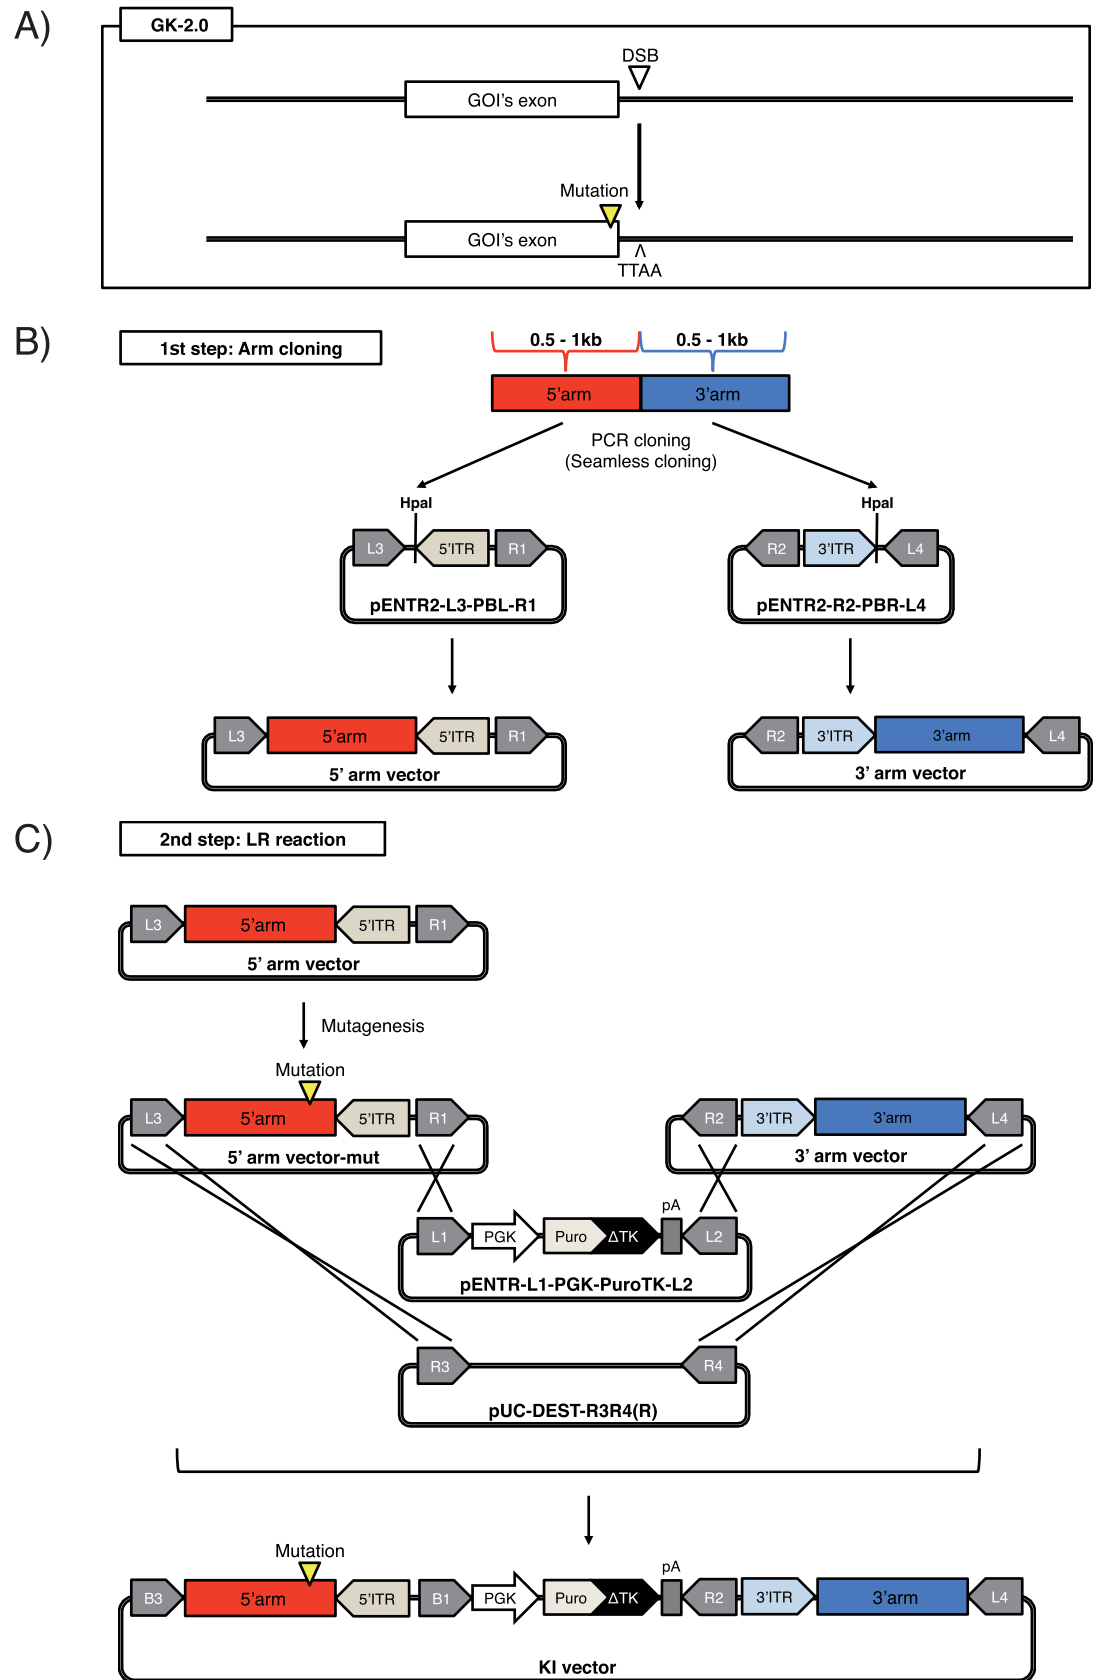 A)
GK-2.0
DSB
GOI's exon
Mutation
GOI's exon
TTAA
B)
1st step: Arm cloning
0.5 - 1kb 0.5 - 1kb
5'arm 3'arm
PCR cloning
(Seamless cloning)
HpaI HpaI
L3 5'ITR R1 R2 3'ITR L4
pENTR2-L3-PBL-R1 pENTR2-R2-PBR-L4
L3 5'arm 5'ITR R1 R2 3'ITR 3'arm L4
5' arm vector 3' arm vector
C)
2nd step: LR reaction
L3 5'arm 5'ITR R1
5' arm vector
Mutagenesis
Mutation
L3 5'arm 5'ITR R1 R2 3'ITR 3'arm L4
5' arm vector-mut 3' arm vector
pA
L1 PGK Puro ΔTK L2
pENTR-L1-PGK-PuroTK-L2
R3 R4
pUC-DEST-R3R4(R)
Mutation
pA
B3 5'arm 5'ITR B1 PGK Puro ΔTK R2 3'ITR 3'arm L4
KI vector